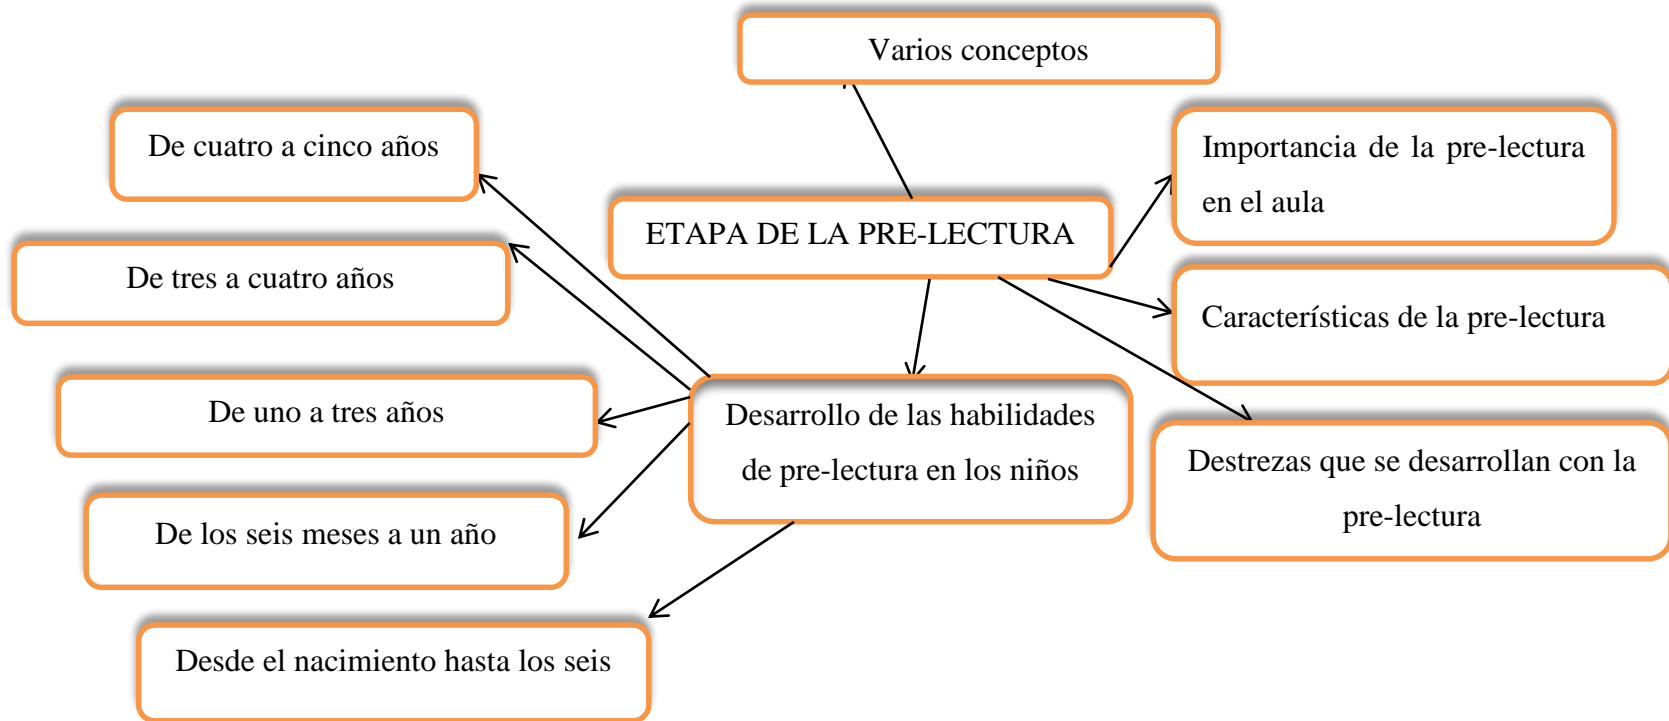 Varios conceptos
De cuatro a cinco años
Importancia de la pre-lectura
en el aula
ETAPA DE LA PRE-LECTURA
De tres a cuatro años
Características de la pre-lectura
De uno a tres años
Desarrollo de las habilidades
de pre-lectura en los niños
Destrezas que se desarrollan con la
pre-lectura
De los seis meses a un año
Desde el nacimiento hasta los seis